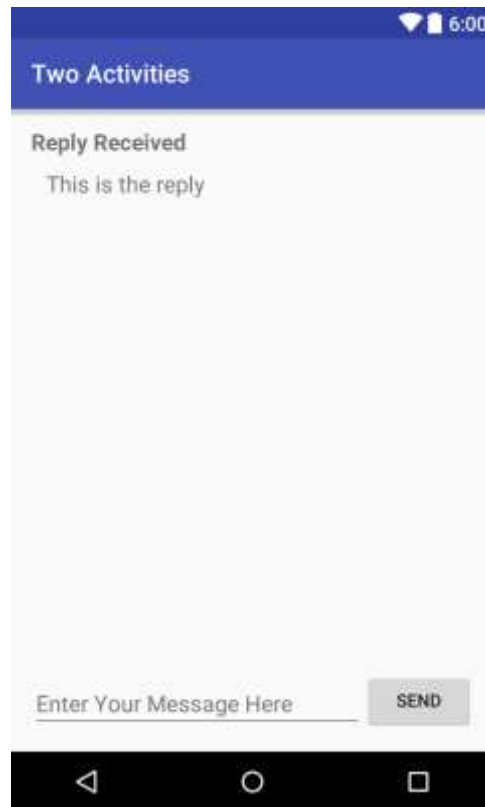 6:00
Two Activities
Reply Received
This is the reply
Enter Your Message Here
SEND